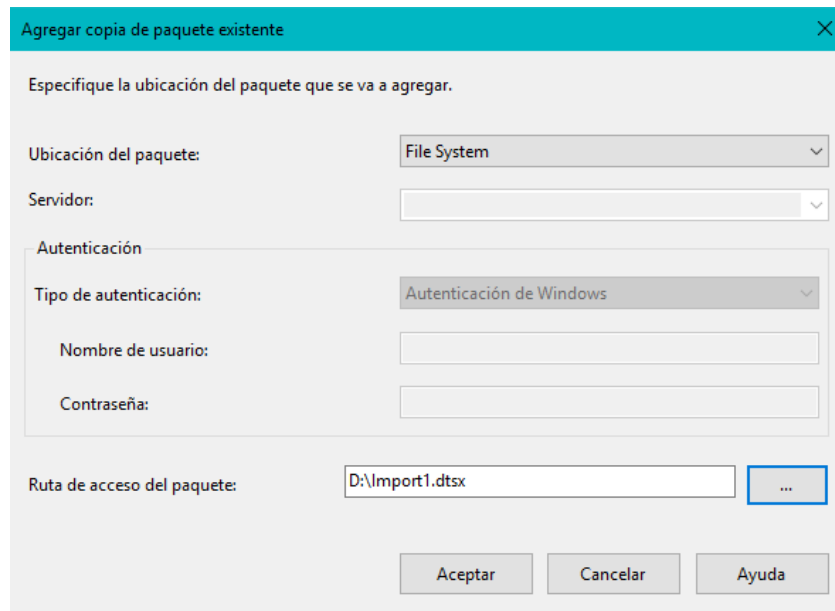 Agregar copia de paquete existente
Especifique la ubicación del paquete que se va a agregar.
Ubicación del paquete:
File System
Servidor:
Autenticación
Tipo de autenticación:
Autenticación de Windows
Nombre de usuario:
Contraseña:
Ruta de acceso del paquete:
D:\Import1.dtsx
...
Aceptar
Cancelar
Ayuda